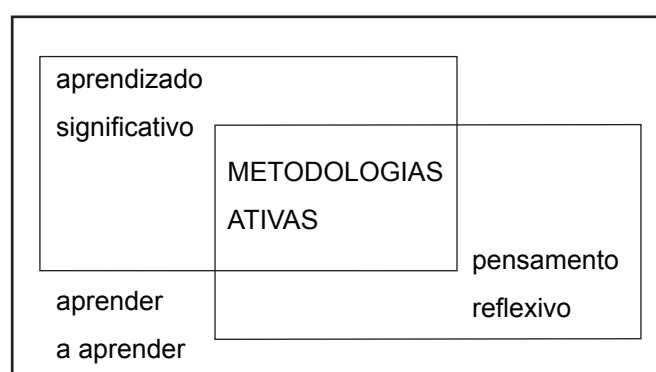 aprendizado
significativo
METODOLOGIAS
ATIVAS
pensamento
reflexivo
aprender
a aprender